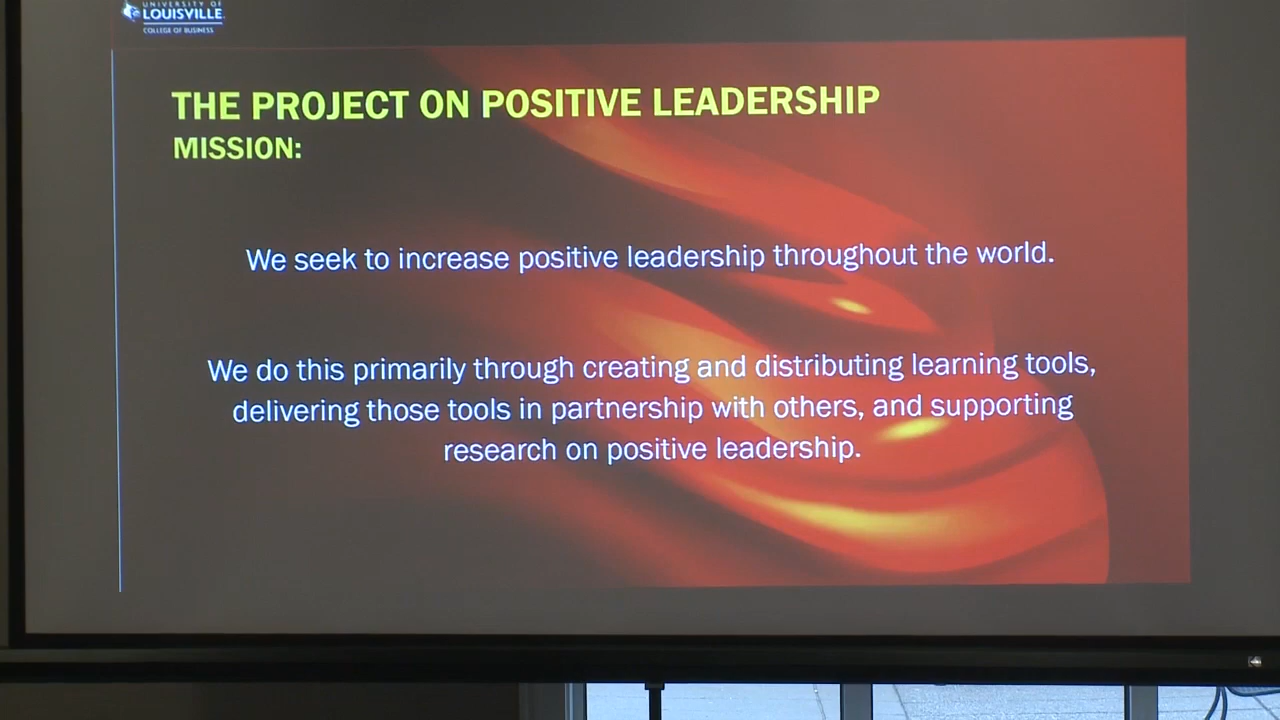 UNIVERSITY OF
LOUISVILLE
COLLEGE OF BUSINESS
THE PROJECT ON POSITIVE LEADERSHIP
MISSION:
We seek to increase positive leadership throughout the world.
We do this primarily through creating and distributing learning tools,
delivering those tools in partnership with others, and supporting
research on positive leadership.